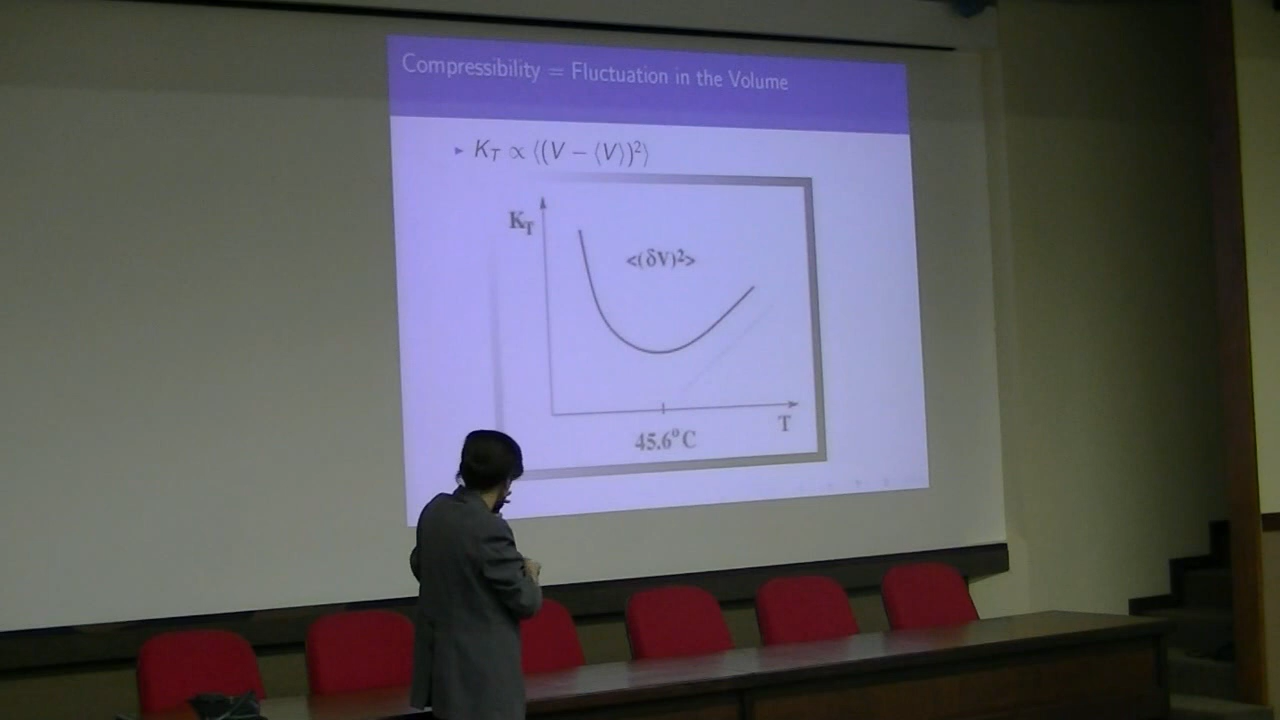 Compressibility = Fluctuation in the Volume
▸ K_T ∝ ⟨(V − ⟨V⟩)²⟩
K_T
<(δV)²>
T
45.6°C